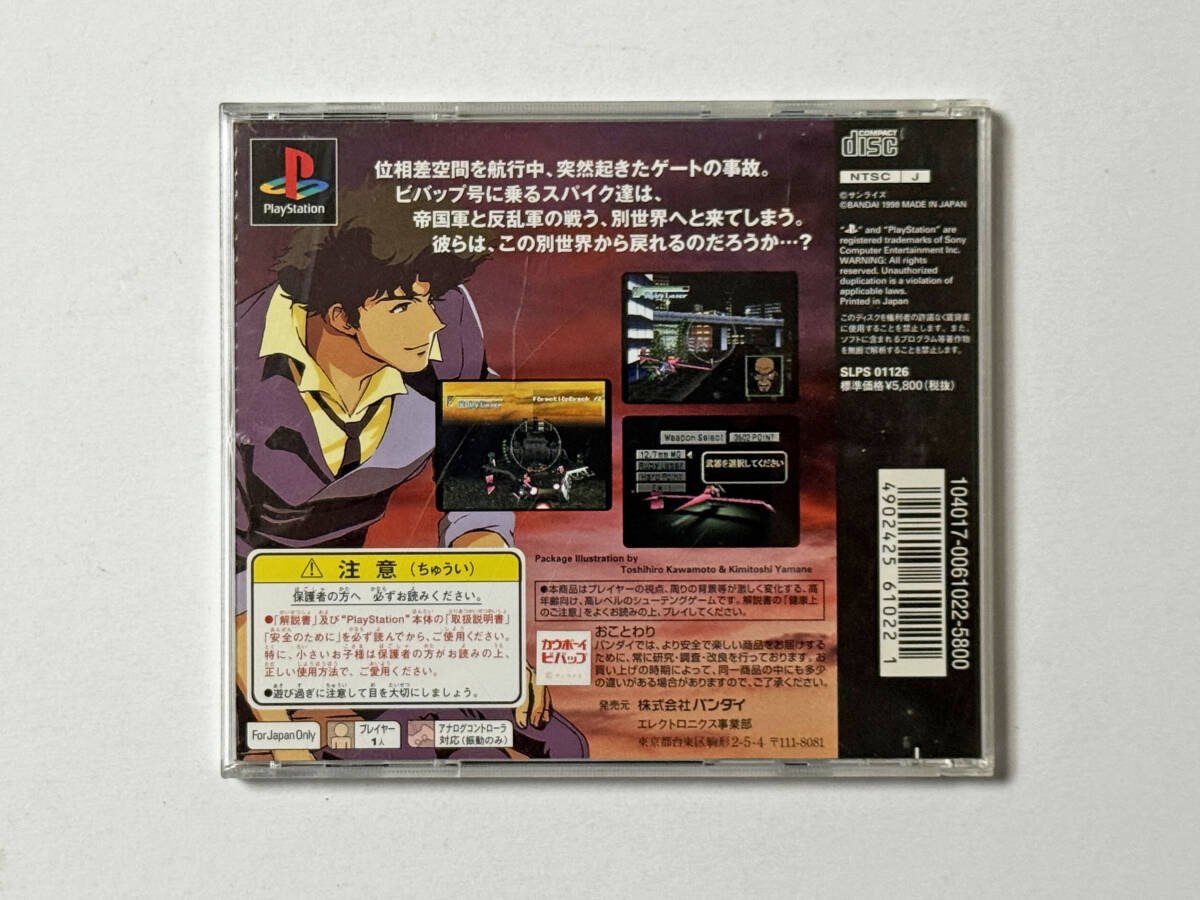 PlayStation
位相差空間を航行中、突然起きたゲートの事故。
ビバップ号に乗るスパイク達は、
帝国軍と反乱軍の戦う、別世界へと来てしまう。
彼らは、この別世界から戻れるのだろうか…?
COMPACT
disc
NTSC J
©サンライズ
©BANDAI 1998 MADE IN JAPAN
" " and "PlayStation" are
registered trademarks of Sony
Computer Entertainment Inc.
WARNING: All rights
reserved. Unauthorized
duplication is a violation of
applicable laws.
Printed in Japan
このディスクを権利者の許諾なく賃貸業
に使用することを禁止します。また、
ソフトに含まれるプログラム等著作物
を無断で解析することを禁止します。
SLPS 01126
標準価格¥5,800(税抜)
104017-0061022-5800
4902425 610221
Ruby Laser
Ruby Laser
Weapon Select 3602 POINT
12.7mm MG
武器を選択してください
Package Illustration by
Toshihiro Kawamoto & Kimitoshi Yamane
●本商品はプレイヤーの視点、周りの背景等が激しく変化する、高
年齢向け、高レベルのシューテングゲームです。解説書の「健康上
のご注意」をよくお読みの上、プレイしてください。
カウボーイ
ビバップ
©サンライズ
おことわり
バンダイでは、より安全で楽しい商品をお届けする
ために、常に研究・調査・改良を行っております。お
買い上げの時期によって、同一商品の中にも多少
の違いがある場合がありますので、ご了承ください。
発売元 株式会社バンダイ
エレクトロニクス事業部
東京都台東区駒形2-5-4 〒111-8081
注意(ちゅうい)
保護者の方へ 必ずお読みください。
●「解説書」及び"PlayStation"本体の「取扱説明書」
「安全のために」を必ず読んでから、ご使用ください。
特に、小さいお子様は保護者の方がお読みの上、
正しい使用方法で、ご愛用ください。
●遊び過ぎに注意して目を大切にしましょう。
For Japan Only
プレイヤー
1人
アナログコントローラ
対応(振動のみ)